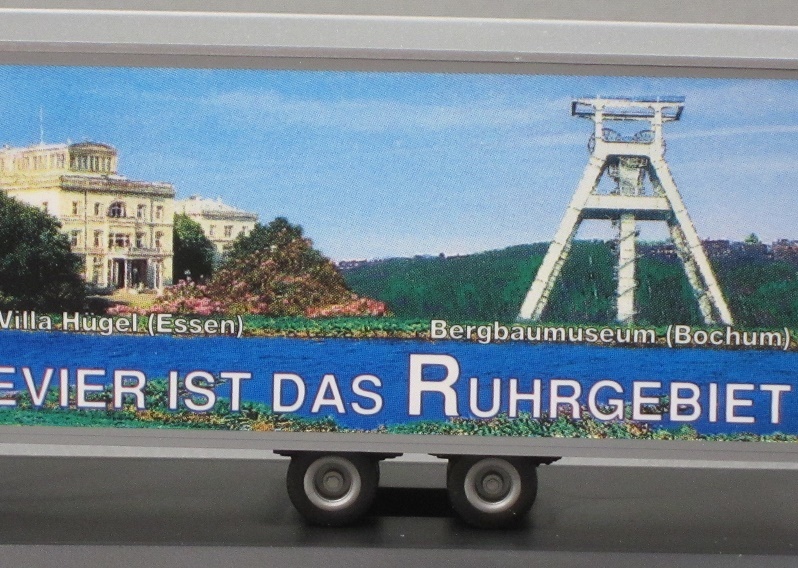 Villa Hügel (Essen)
Bergbaumuseum (Bochum)
EVIER IST DAS RUHRGEBIET